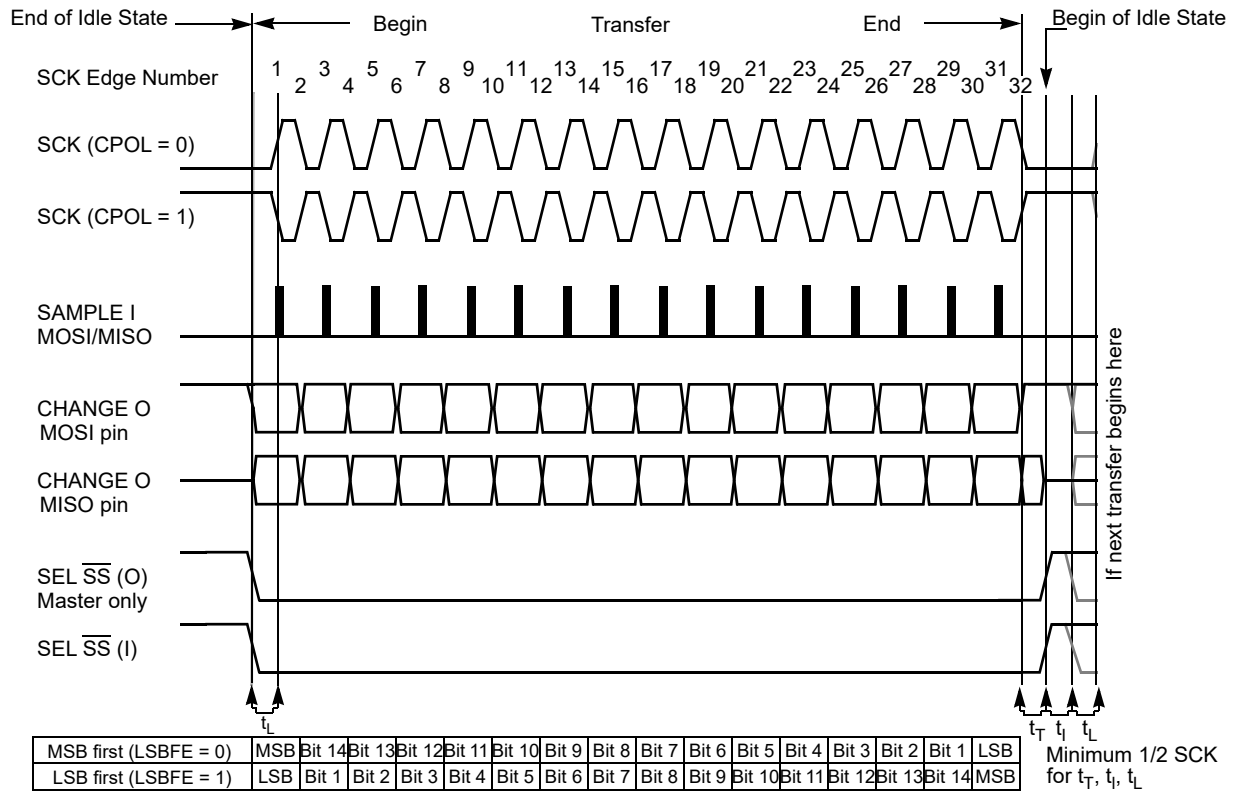 End of Idle State Begin Transfer End Begin of Idle State
SCK Edge Number
1 3 5 7 9 11 13 15 17 19 21 23 25 27 29 31
2 4 6 8 10 12 14 16 18 20 22 24 26 28 30 32
SCK (CPOL = 0)
SCK (CPOL = 1)
SAMPLE I
MOSI/MISO
CHANGE O
MOSI pin
CHANGE O
MISO pin
SEL SS (O)
Master only
SEL SS (I)
If next transfer begins here
tL tT tI tL
MSB first (LSBFE = 0) MSB Bit 14 Bit 13 Bit 12 Bit 11 Bit 10 Bit 9 Bit 8 Bit 7 Bit 6 Bit 5 Bit 4 Bit 3 Bit 2 Bit 1 LSB
LSB first (LSBFE = 1) LSB Bit 1 Bit 2 Bit 3 Bit 4 Bit 5 Bit 6 Bit 7 Bit 8 Bit 9 Bit 10 Bit 11 Bit 12 Bit 13 Bit 14 MSB
Minimum 1/2 SCK
for tT, tI, tL